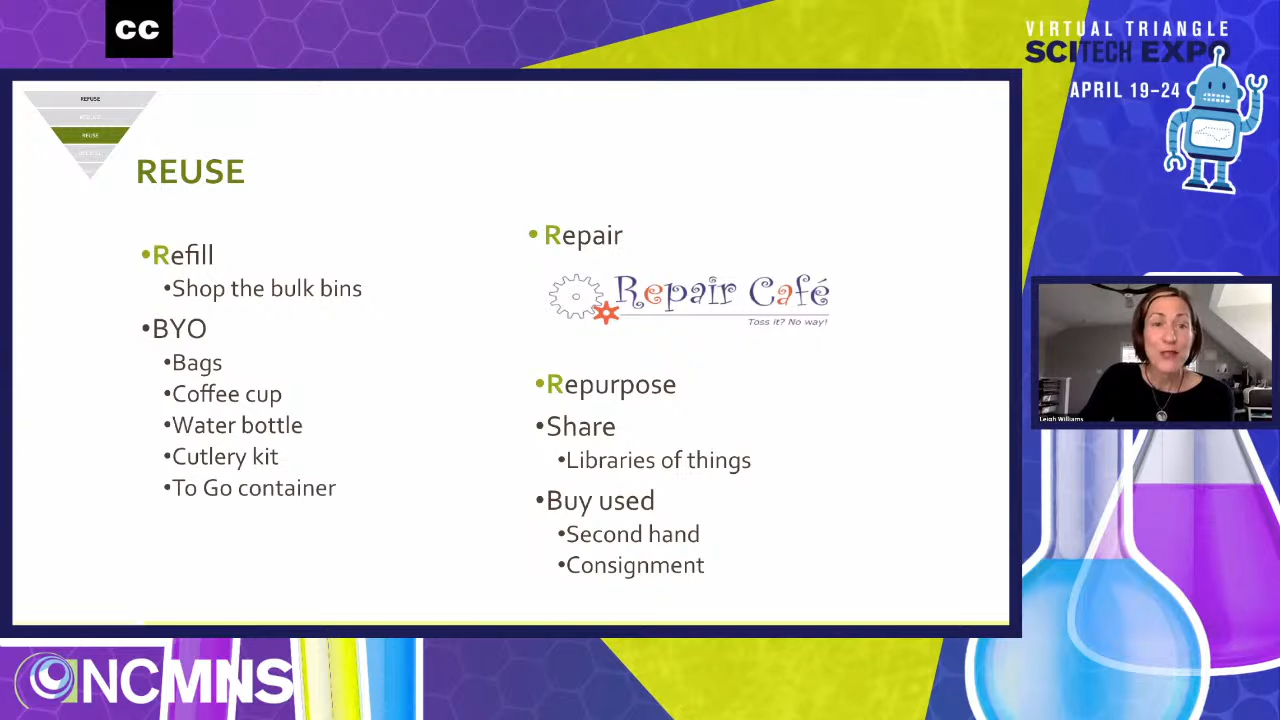 CC
VIRTUAL TRIANGLE
SCITECH EXPO
APRIL 19–24
REFUSE
REUSE
REUSE
•Refill
•Shop the bulk bins
•BYO
•Bags
•Coffee cup
•Water bottle
•Cutlery kit
•To Go container
•Repair
Repair Café
Toss it? No way!
•Repurpose
•Share
•Libraries of things
•Buy used
•Second hand
•Consignment
Leigh Williams
NCMNS